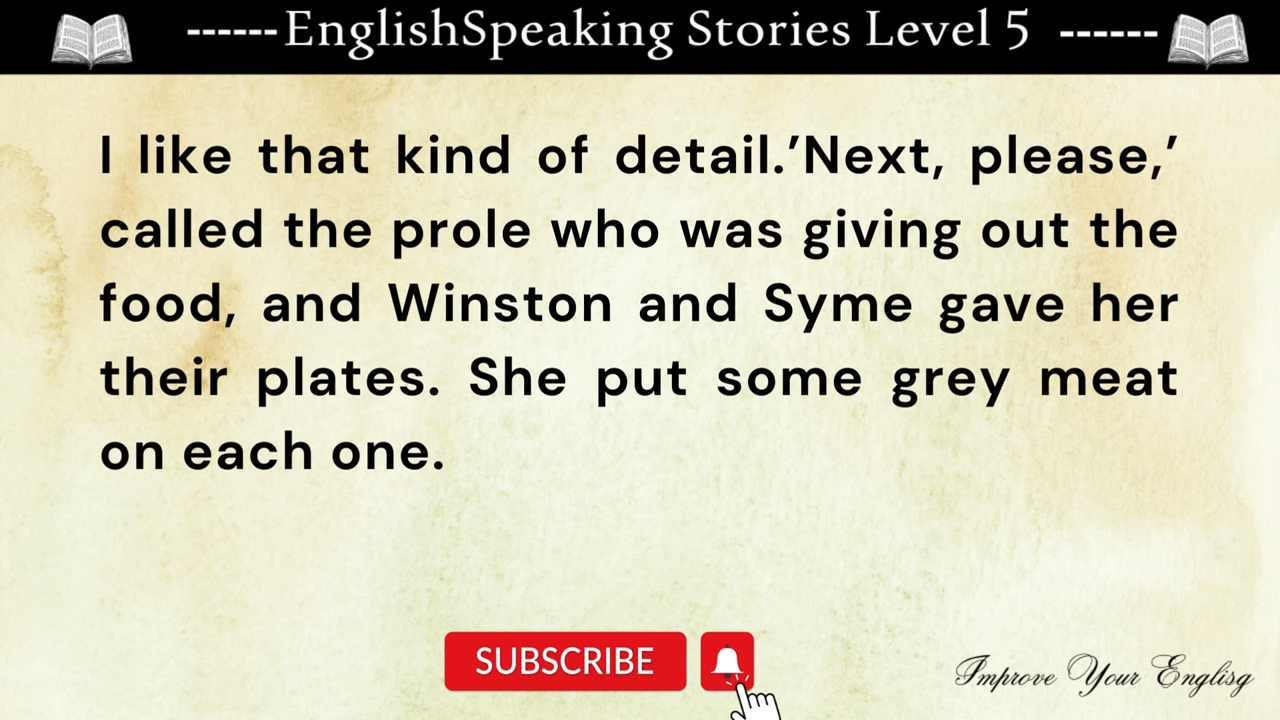 ------EnglishSpeaking Stories Level 5 ------
I like that kind of detail.’Next, please,’
called the prole who was giving out the
food, and Winston and Syme gave her
their plates. She put some grey meat
on each one.
SUBSCRIBE
Improve Your Englisg